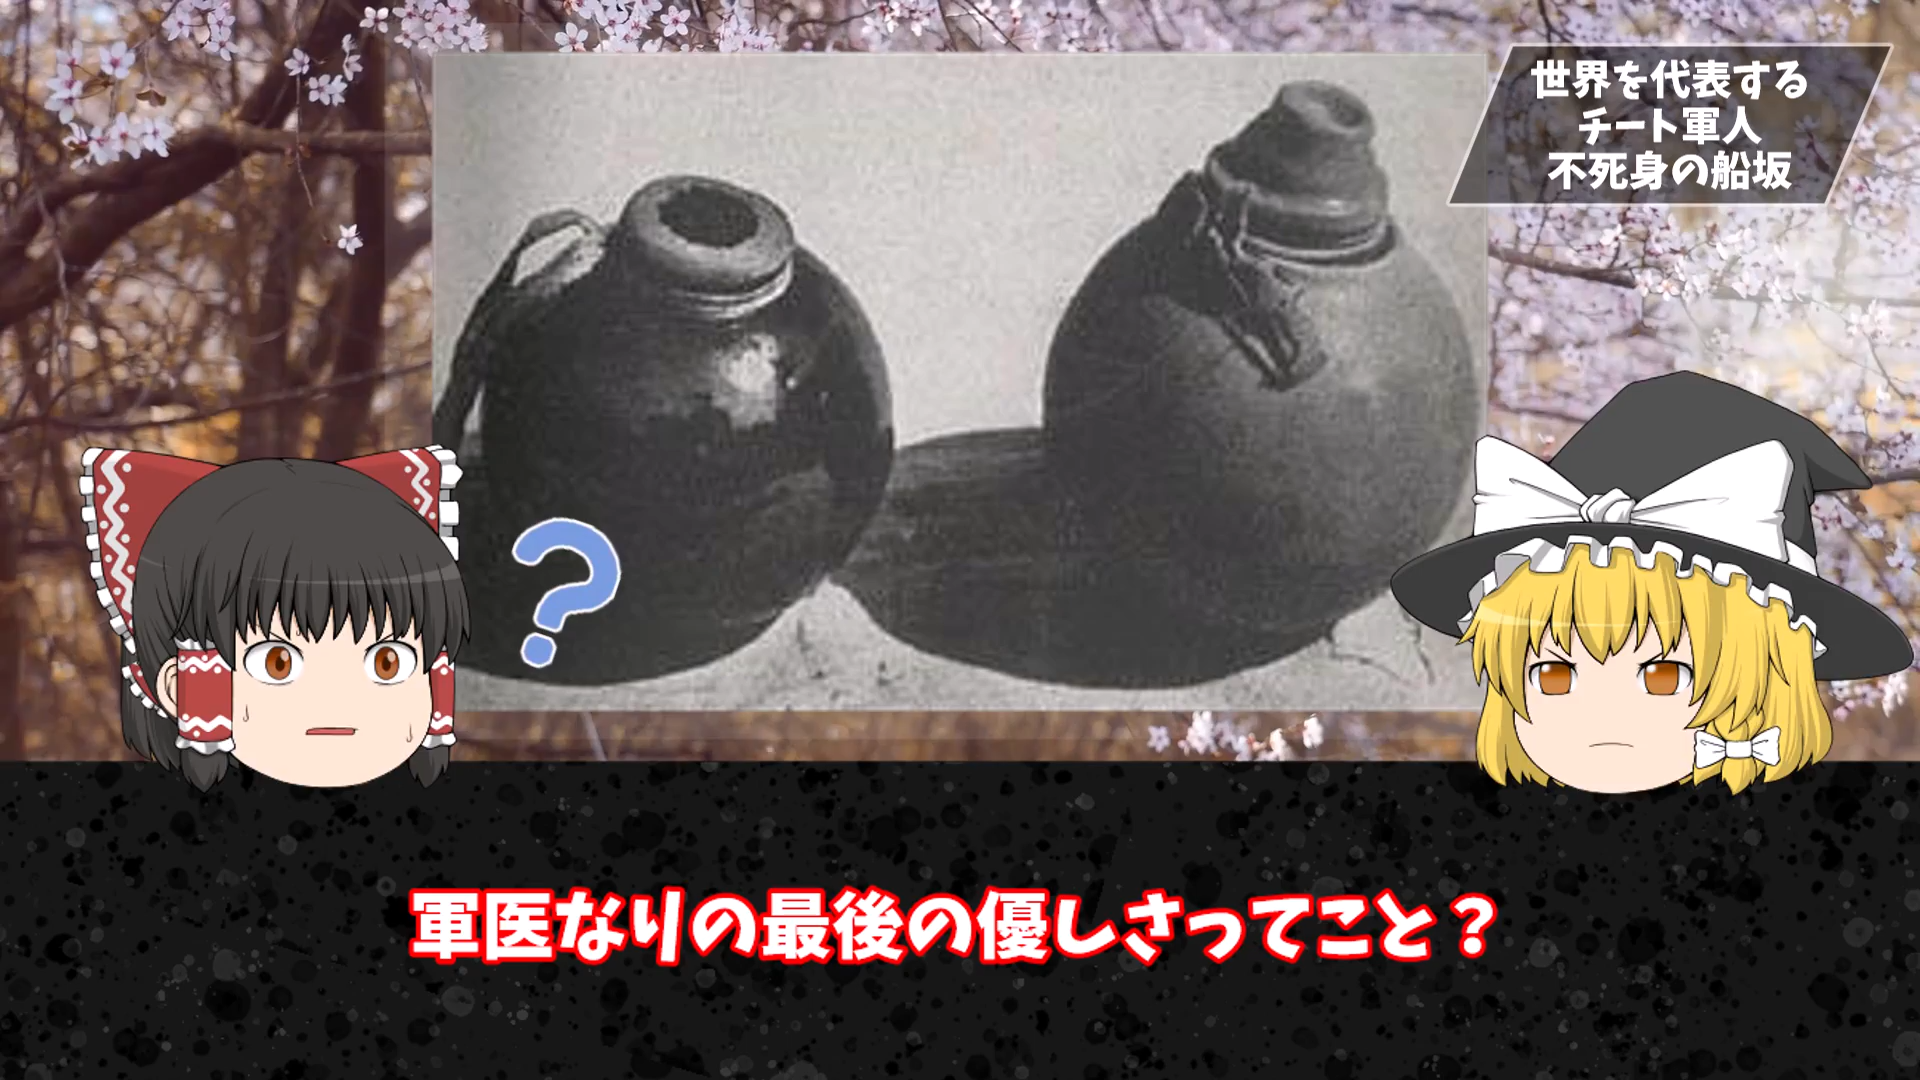 世界を代表する
チート軍人
不死身の船坂
?
軍医なりの最後の優しさってこと？